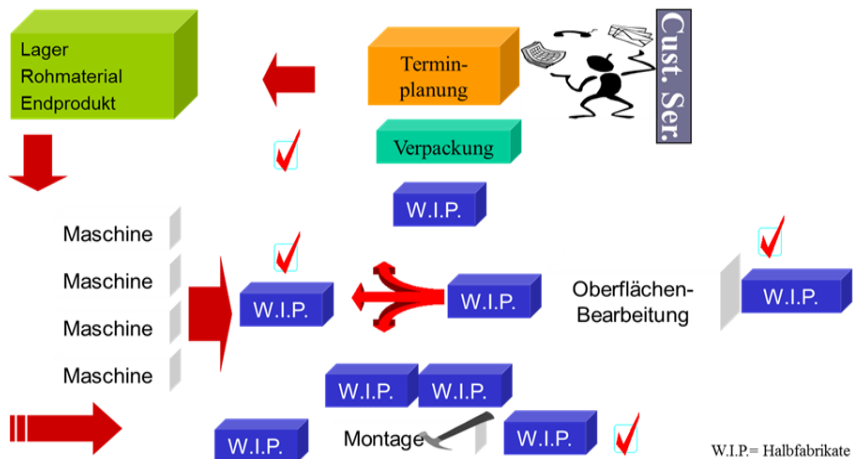 Lager
Rohmaterial
Endprodukt
Termin-
planung
Cust. Ser.
Verpackung
W.I.P.
Maschine
Maschine
Maschine
Maschine
W.I.P.
W.I.P.
Oberflächen-
Bearbeitung
W.I.P.
W.I.P.
W.I.P.
W.I.P.
Montage
W.I.P.
W.I.P.= Halbfabrikate